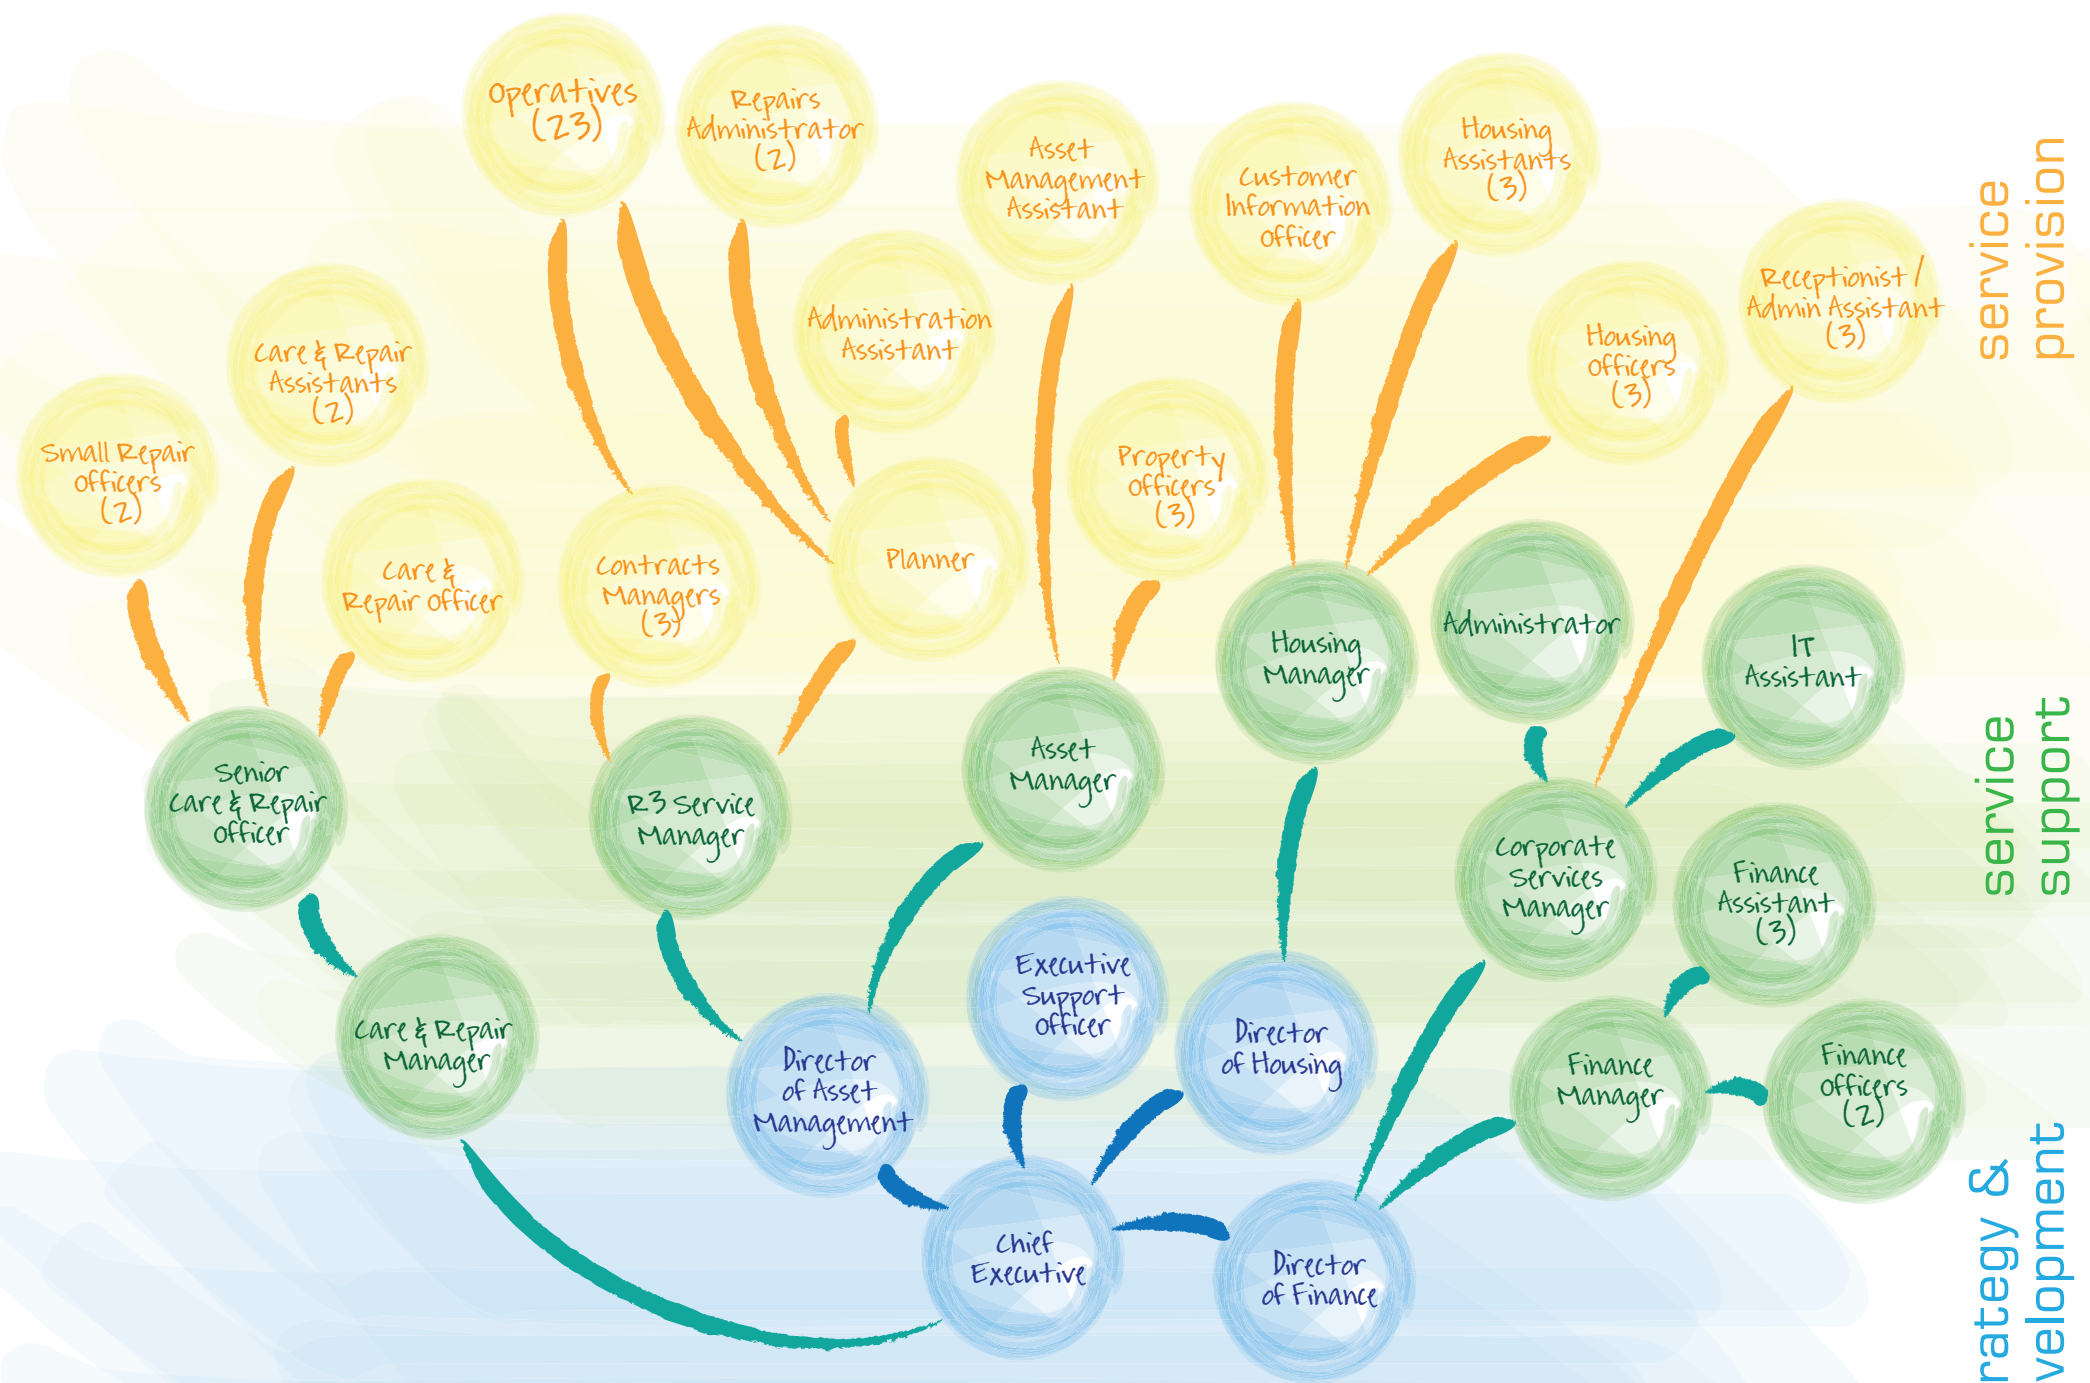 Operatives
(23)
Repairs
Administrator
(2)
Asset
Management
Assistant
Customer
Information
Officer
Housing
Assistants
(3)
service
provision
Receptionist /
Admin Assistant
(3)
Administration
Assistant
Housing
Officers
(3)
Care & Repair
Assistants
(2)
Small Repair
Officers
(2)
Property
Officers
(3)
Care &
Repair Officer
Contracts
Managers
(3)
Planner
Housing
Manager
Administrator
IT
Assistant
Senior
Care & Repair
Officer
R3 Service
Manager
Asset
Manager
service
support
Corporate
Services
Manager
Finance
Assistant
(3)
Care & Repair
Manager
Director
of Asset
Management
Executive
Support
Officer
Director
of Housing
Finance
Manager
Finance
Officers
(2)
Chief
Executive
Director
of Finance
rategy &
velopment